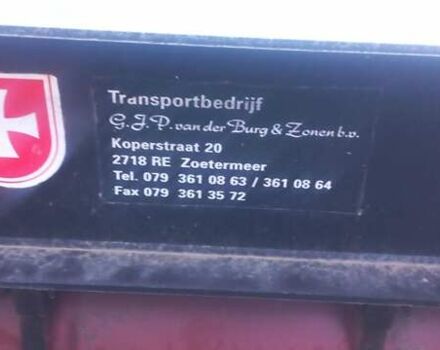 Transportbedrijf
G.J.P. van der Burg & Zonen b.v.
Koperstraat 20
2718 RE Zoetermeer
Tel. 079 361 08 63 / 361 08 64
Fax 079 361 35 72